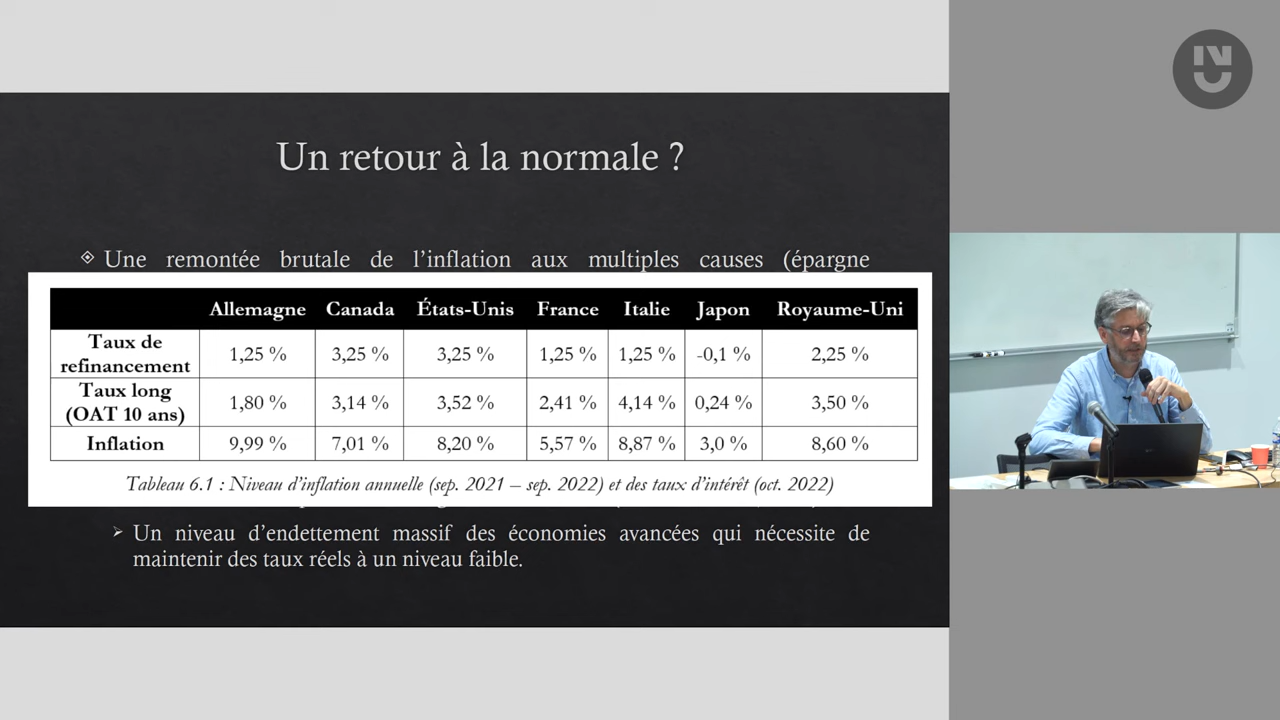 Un retour à la normale ?
Une remontée brutale de l'inflation aux multiples causes (épargne
Allemagne Canada États-Unis France Italie Japon Royaume-Uni
Taux de refinancement 1,25 % 3,25 % 3,25 % 1,25 % 1,25 % -0,1 % 2,25 %
Taux long (OAT 10 ans) 1,80 % 3,14 % 3,52 % 2,41 % 4,14 % 0,24 % 3,50 %
Inflation 9,99 % 7,01 % 8,20 % 5,57 % 8,87 % 3,0 % 8,60 %
Tableau 6.1 : Niveau d'inflation annuelle (sep. 2021 – sep. 2022) et des taux d'intérêt (oct. 2022)
Un niveau d'endettement massif des économies avancées qui nécessite de
maintenir des taux réels à un niveau faible.